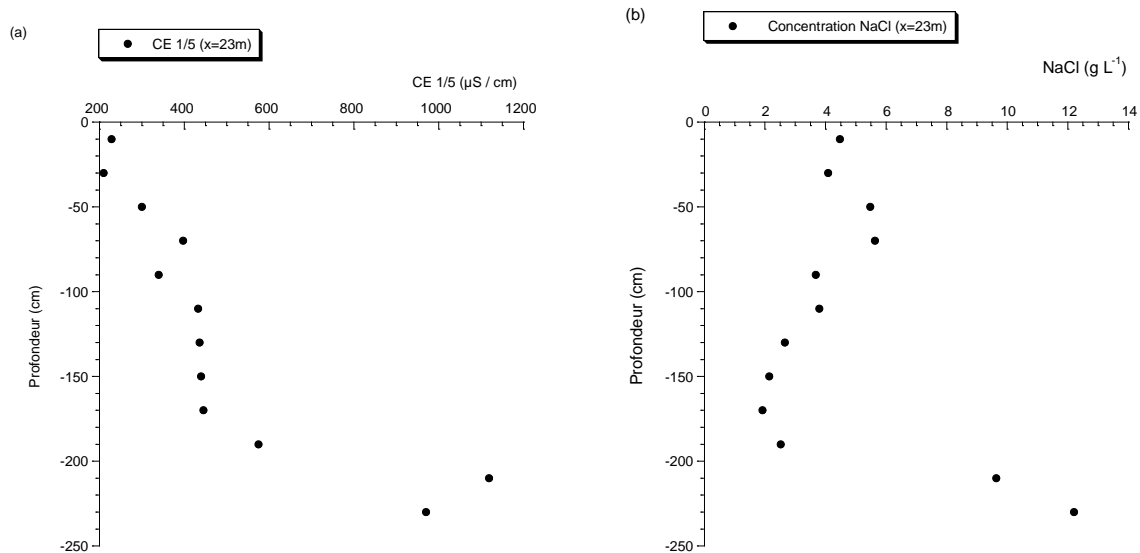 (a)
CE 1/5 (x=23m)
CE 1/5 (µS / cm)
200 400 600 800 1000 1200
0
-50
-100
-150
-200
-250
Profondeur (cm)
(b)
Concentration NaCl (x=23m)
NaCl (g L-1)
0 2 4 6 8 10 12 14
0
-50
-100
-150
-200
-250
Profondeur (cm)